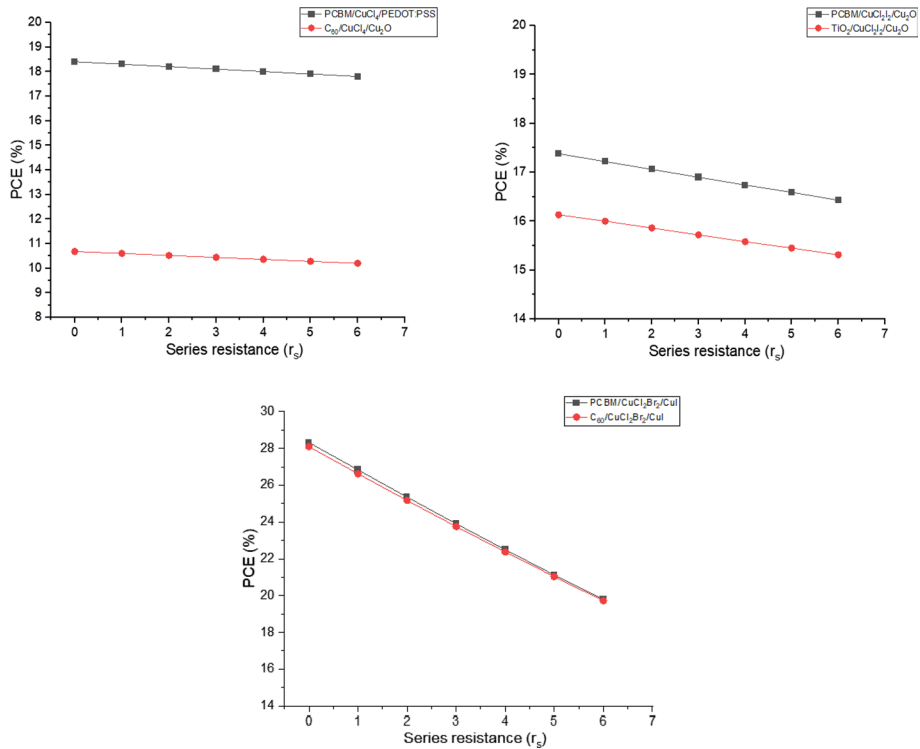 PCBM/CuCl₄/PEDOT:PSS
C₆₀/CuCl₄/Cu₂O
20
19
18
17
16
15
14
13
12
11
10
9
8
PCE (%)
0 1 2 3 4 5 6 7
Series resistance (rₛ)
PCBM/CuCl₂I₂/Cu₂O
TiO₂/CuCl₂I₂/Cu₂O
20
19
18
17
16
15
14
PCE (%)
0 1 2 3 4 5 6 7
Series resistance (rₛ)
PCBM/CuCl₂Br₂/CuI
C₆₀/CuCl₂Br₂/CuI
30
28
26
24
22
20
18
16
14
PCE (%)
0 1 2 3 4 5 6 7
Series resistance (rₛ)